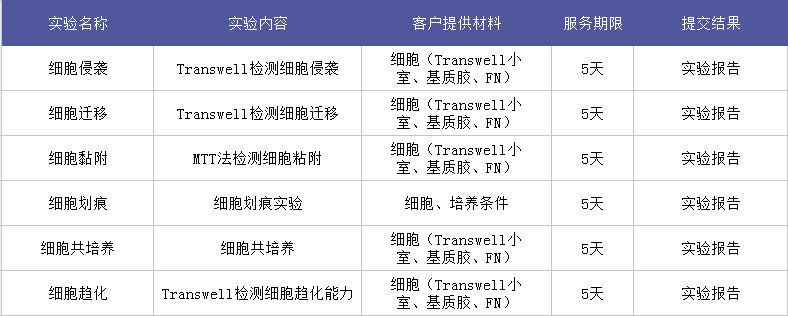 实验名称 实验内容 客户提供材料 服务期限 提交结果
细胞侵袭 Transwell检测细胞侵袭 细胞（Transwell小
室、基质胶、FN） 5天 实验报告
细胞迁移 Transwell检测细胞迁移 细胞（Transwell小
室、基质胶、FN） 5天 实验报告
细胞黏附 MTT法检测细胞粘附 细胞（Transwell小
室、基质胶、FN） 5天 实验报告
细胞划痕 细胞划痕实验 细胞、培养条件 5天 实验报告
细胞共培养 细胞共培养 细胞（Transwell小
室、基质胶、FN） 5天 实验报告
细胞趋化 Transwell检测细胞趋化能力 细胞（Transwell小
室、基质胶、FN） 5天 实验报告